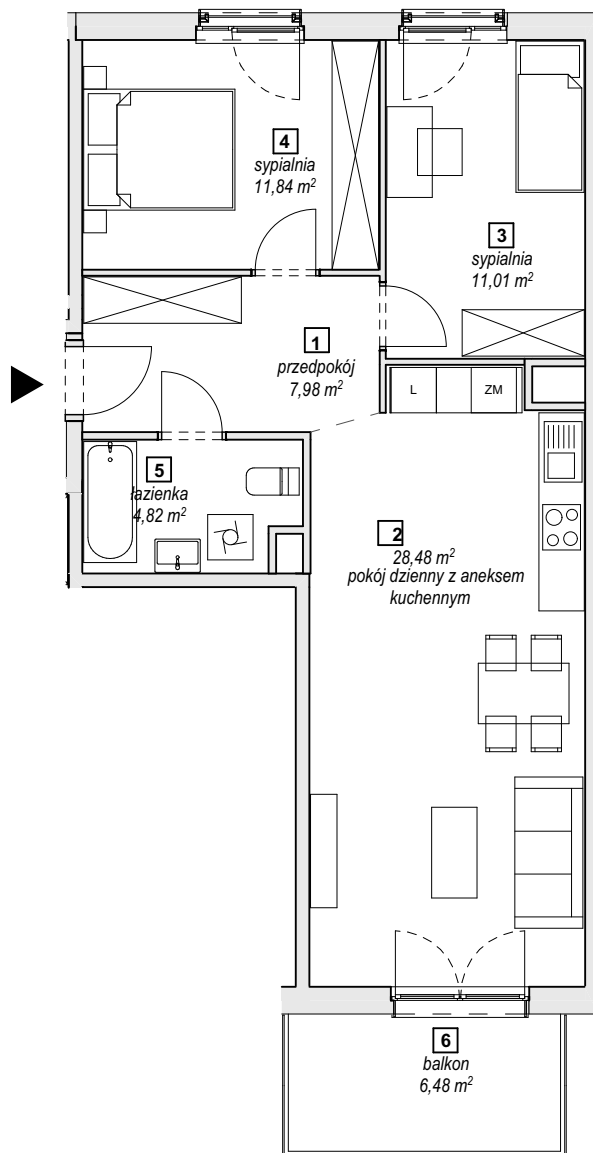 4
sypialnia
11,84 m²
3
sypialnia
11,01 m²
1
przedpokój
7,98 m²
L
ZM
5
łazienka
4,82 m²
2
28,48 m²
pokój dzienny z aneksem
kuchennym
6
balkon
6,48 m²